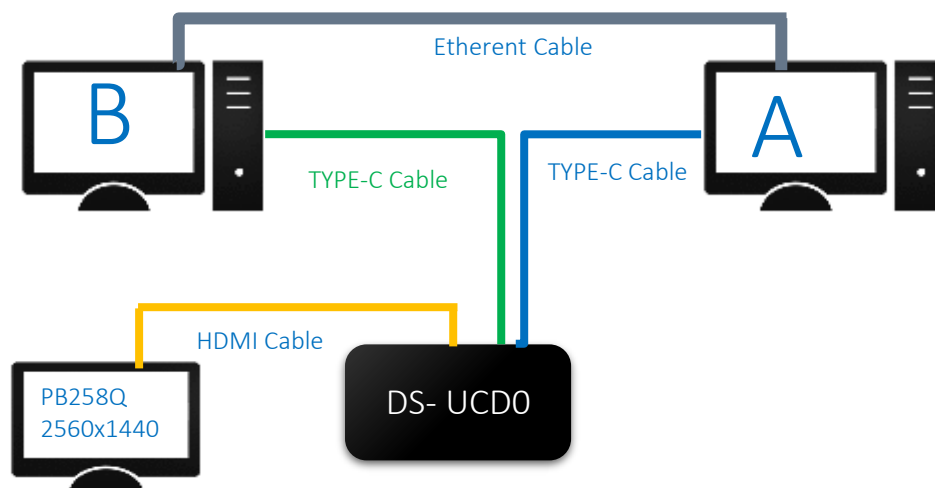 Etherent Cable
B
A
TYPE-C Cable
TYPE-C Cable
HDMI Cable
PB258Q
2560x1440
DS- UCD0